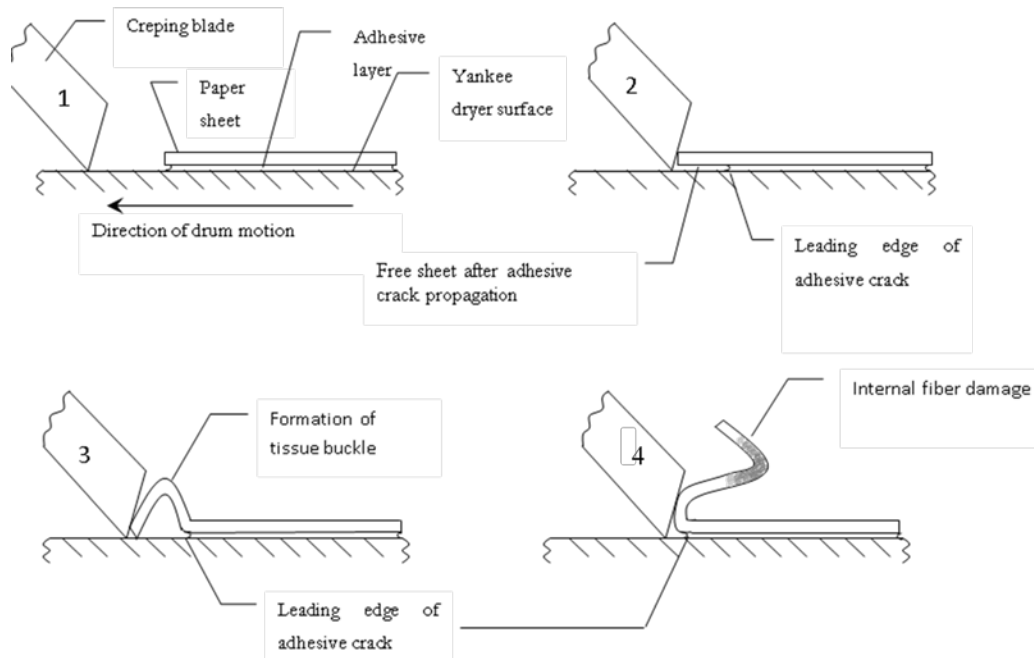 Creping blade
Adhesive
layer
Paper
sheet
Yankee
dryer surface
1
2
Direction of drum motion
Free sheet after adhesive
crack propagation
Leading edge of
adhesive crack
Internal fiber damage
Formation of
tissue buckle
3
4
Leading edge of
adhesive crack